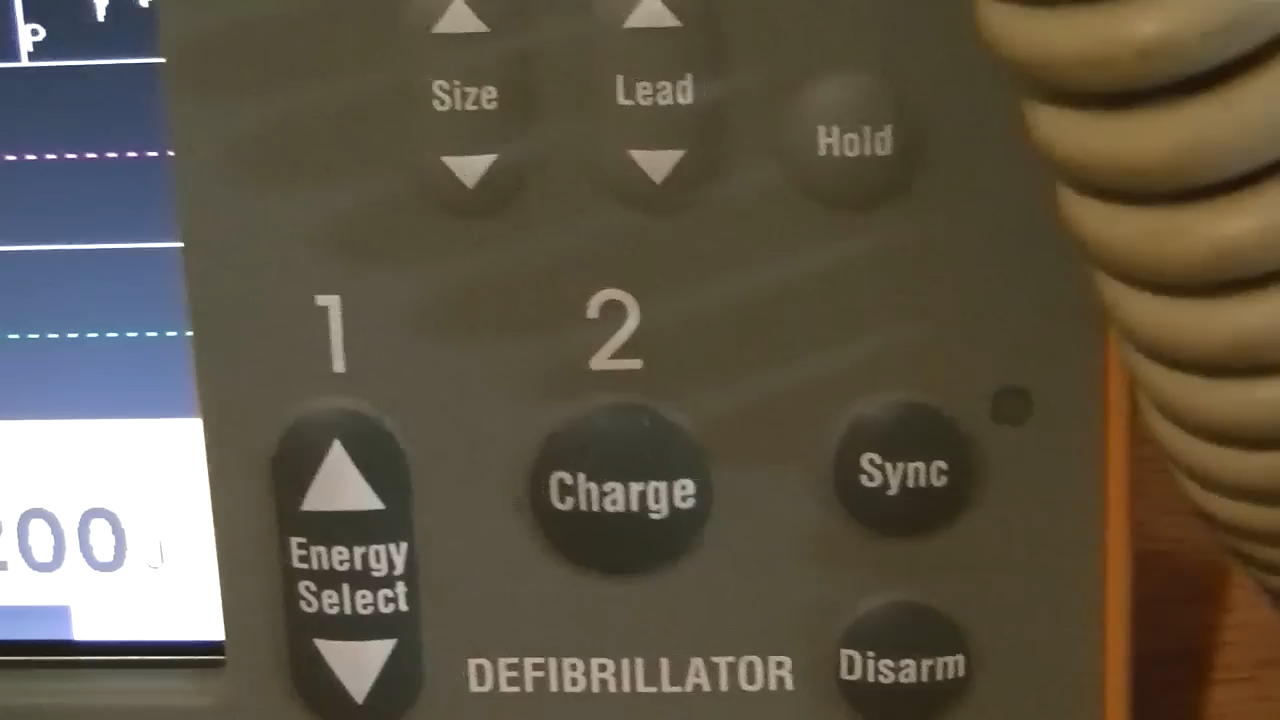 P
Size
Lead
Hold
1
2
Energy
Select
Charge
Sync
200 J
DEFIBRILLATOR
Disarm